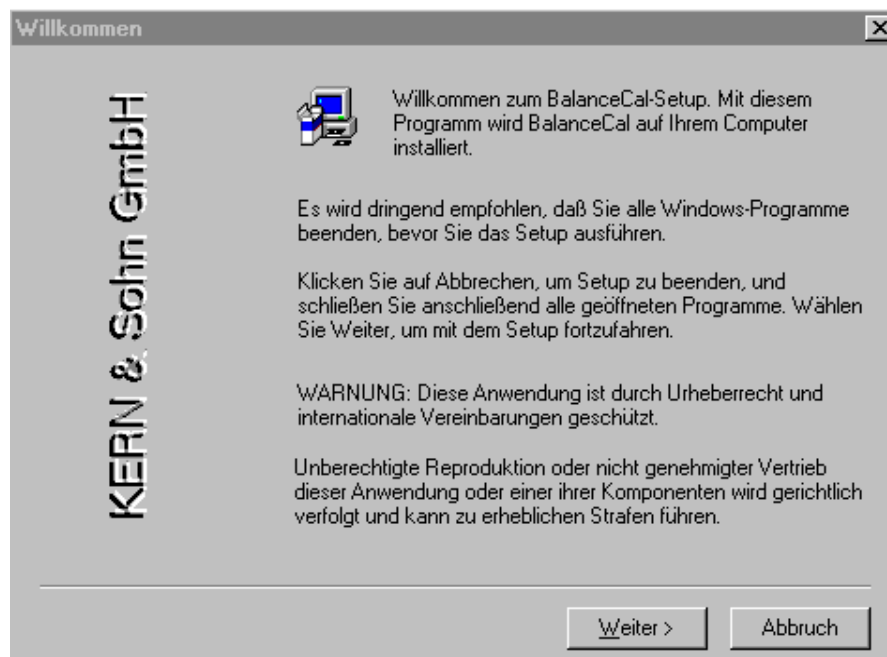 Willkommen
KERN & Sohn GmbH
Willkommen zum BalanceCal-Setup. Mit diesem
Programm wird BalanceCal auf Ihrem Computer
installiert.
Es wird dringend empfohlen, daß Sie alle Windows-Programme
beenden, bevor Sie das Setup ausführen.
Klicken Sie auf Abbrechen, um Setup zu beenden, und
schließen Sie anschließend alle geöffneten Programme. Wählen
Sie Weiter, um mit dem Setup fortzufahren.
WARNUNG: Diese Anwendung ist durch Urheberrecht und
internationale Vereinbarungen geschützt.
Unberechtigte Reproduktion oder nicht genehmigter Vertrieb
dieser Anwendung oder einer ihrer Komponenten wird gerichtlich
verfolgt und kann zu erheblichen Strafen führen.
Weiter >
Abbruch